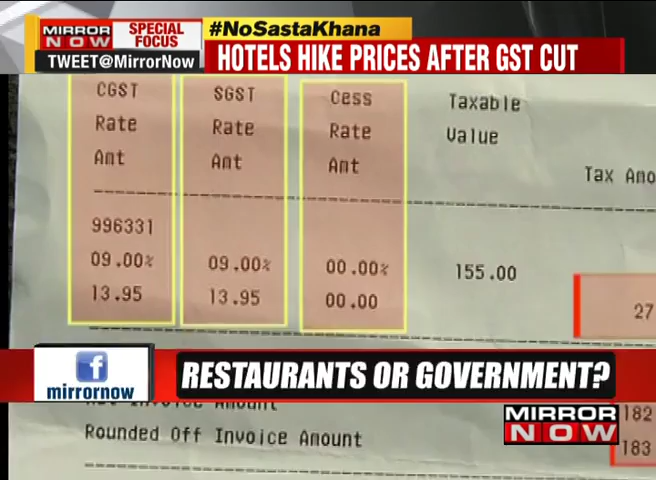 MIRROR
NOW
SPECIAL
FOCUS
#NoSastaKhana
TWEET@MirrorNow
HOTELS HIKE PRICES AFTER GST CUT
CGST SGST Cess Taxable
Rate Rate Rate Value
Amt Amt Amt Tax Amo
996331
09.00% 09.00% 00.00% 155.00
13.95 13.95 00.00 27
f
mirrornow
RESTAURANTS OR GOVERNMENT?
Invoice Amount 182
Rounded Off Invoice Amount 183
MIRROR
NOW